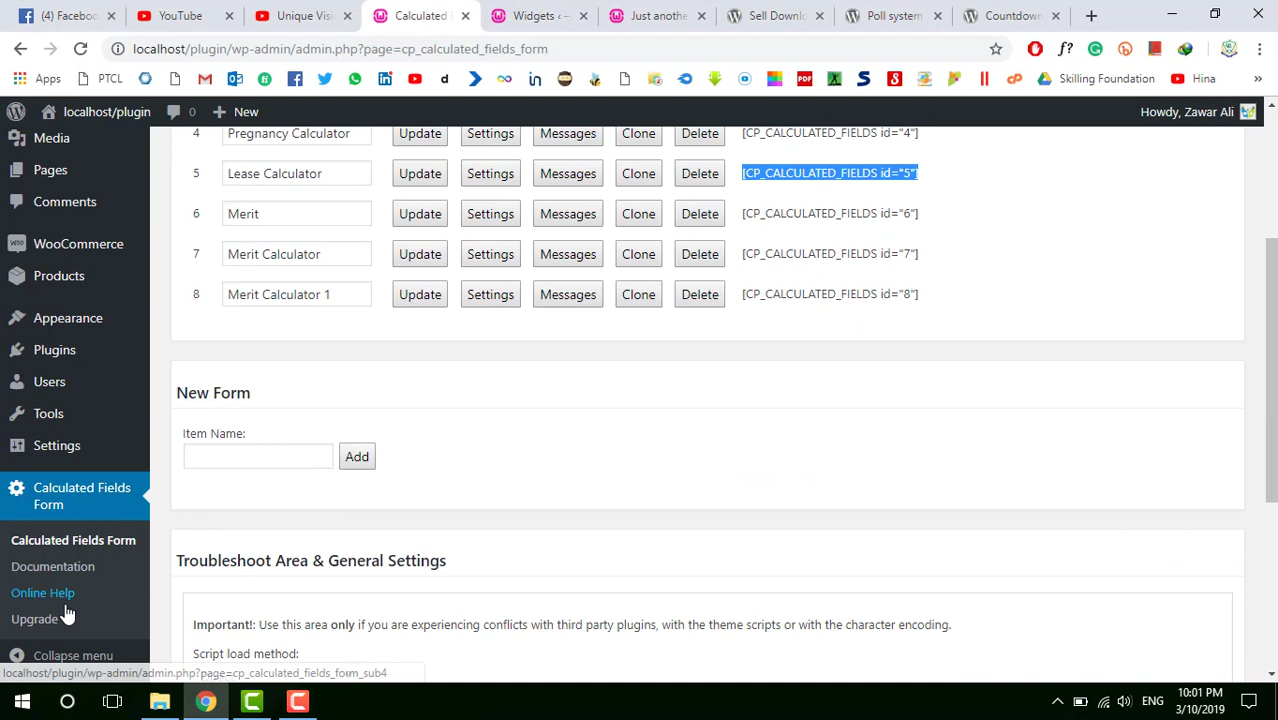 Faceboo
YouTube
Unique Vis
Calculated F
Widgets ‹
Just anothe
Sell Downlo
Poll system
Countdown
localhost/plugin/wp-admin/admin.php?page=cp_calculated_fields_form
Apps
PTCL
Skilling Foundation
Hina
localhost/plugin
0
New
Howdy, Zawar Ali
Media
Pages
Comments
WooCommerce
Products
Appearance
Plugins
Users
Tools
Settings
Calculated Fields
Form
Calculated Fields Form
Documentation
Online Help
Upgrade
Collapse menu
4 Pregnancy Calculator Update Settings Messages Clone Delete [CP_CALCULATED_FIELDS id="4"]
5 Lease Calculator Update Settings Messages Clone Delete [CP_CALCULATED_FIELDS id="5"]
6 Merit Update Settings Messages Clone Delete [CP_CALCULATED_FIELDS id="6"]
7 Merit Calculator Update Settings Messages Clone Delete [CP_CALCULATED_FIELDS id="7"]
8 Merit Calculator 1 Update Settings Messages Clone Delete [CP_CALCULATED_FIELDS id="8"]
New Form
Item Name:
Add
Troubleshoot Area & General Settings
Important!: Use this area only if you are experiencing conflicts with third party plugins, with the theme scripts or with the character encoding.
Script load method:
localhost/plugin/wp-admin/admin.php?page=cp_calculated_fields_form_sub4
ENG
10:01 PM
3/10/2019